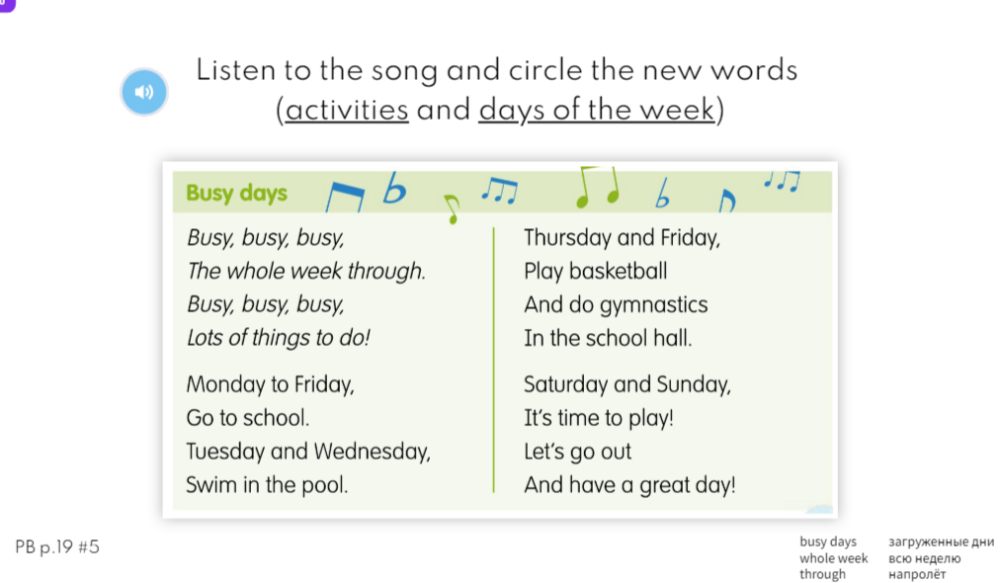 Listen to the song and circle the new words
(activities and days of the week)
Busy days
Busy, busy, busy,
The whole week through.
Busy, busy, busy,
Lots of things to do!
Monday to Friday,
Go to school.
Tuesday and Wednesday,
Swim in the pool.
Thursday and Friday,
Play basketball
And do gymnastics
In the school hall.
Saturday and Sunday,
It's time to play!
Let's go out
And have a great day!
PB p.19 #5
busy days загруженные дни
whole week всю неделю
through напролёт